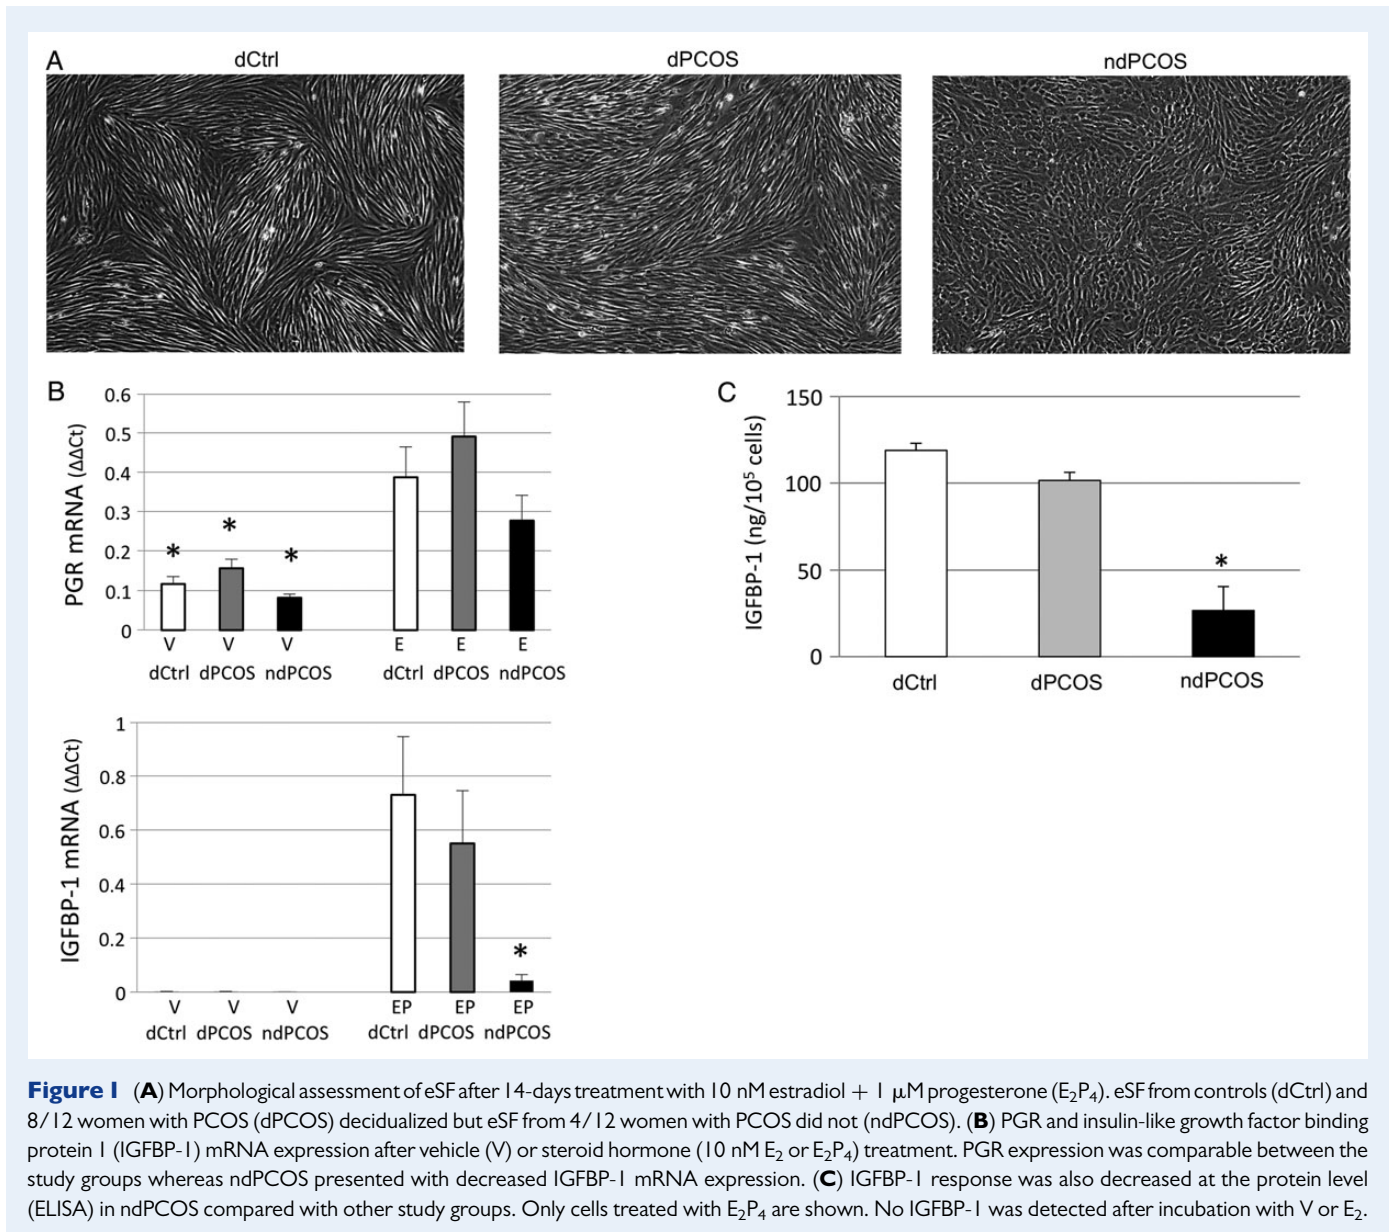 A
dCtrl
dPCOS
ndPCOS
B
PGR mRNA (ΔΔCt)
0.6
0.5
0.4
0.3
0.2
0.1
0
* * *
V V V E E E
dCtrl dPCOS ndPCOS dCtrl dPCOS ndPCOS
IGFBP-1 mRNA (ΔΔCt)
1
0.8
0.6
0.4
0.2
0
*
V V V EP EP EP
dCtrl dPCOS ndPCOS dCtrl dPCOS ndPCOS
C
IGFBP-1 (ng/10⁵ cells)
150
100
50
0
*
dCtrl dPCOS ndPCOS
Figure 1 (A) Morphological assessment of eSF after 14-days treatment with 10 nM estradiol + 1 μM progesterone (E₂P₄). eSF from controls (dCtrl) and
8/12 women with PCOS (dPCOS) decidualized but eSF from 4/12 women with PCOS did not (ndPCOS). (B) PGR and insulin-like growth factor binding
protein 1 (IGFBP-1) mRNA expression after vehicle (V) or steroid hormone (10 nM E₂ or E₂P₄) treatment. PGR expression was comparable between the
study groups whereas ndPCOS presented with decreased IGFBP-1 mRNA expression. (C) IGFBP-1 response was also decreased at the protein level
(ELISA) in ndPCOS compared with other study groups. Only cells treated with E₂P₄ are shown. No IGFBP-1 was detected after incubation with V or E₂.